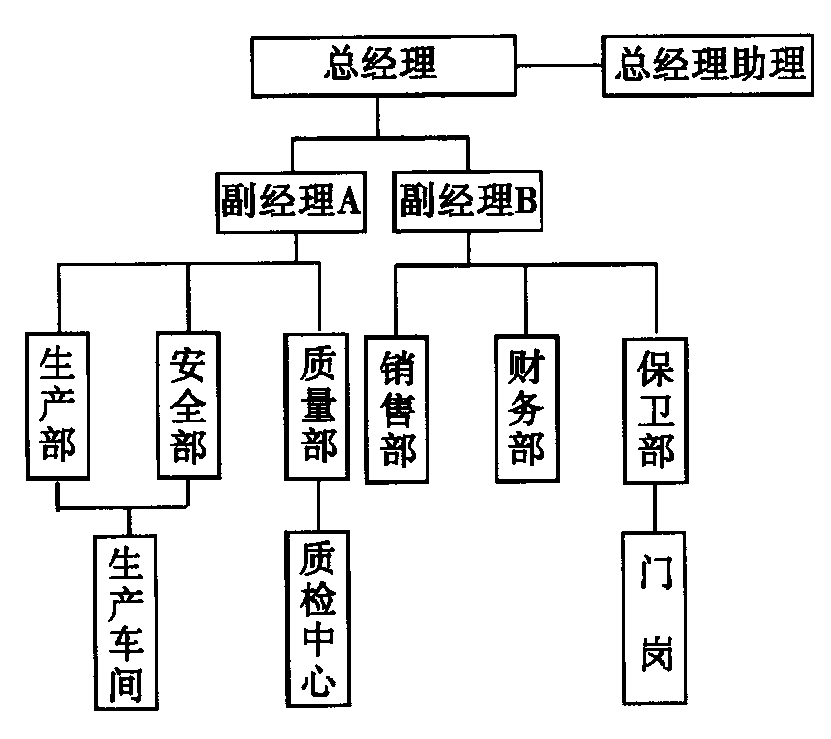 总经理
总经理助理
副经理A
副经理B
生产部
安全部
质量部
销售部
财务部
保卫部
生产车间
质检中心
门岗